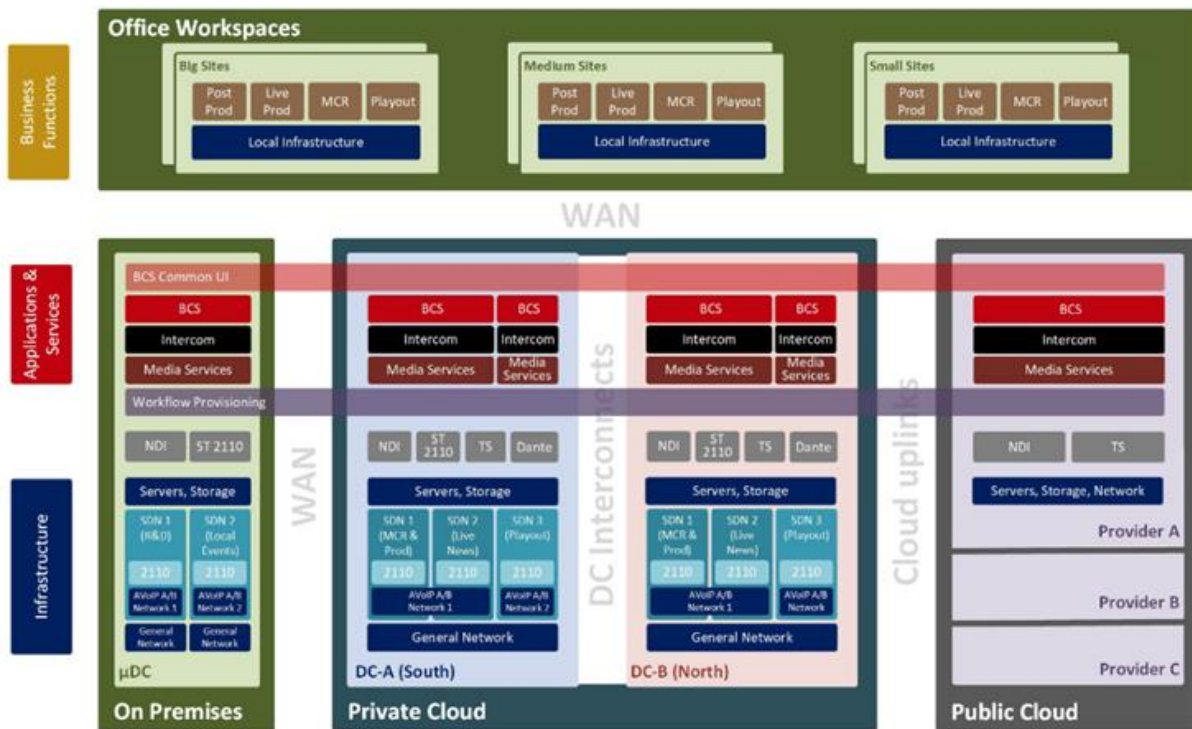 Office Workspaces
Business
Functions
Big Sites
Post
Prod
Live
Prod
MCR
Playout
Local Infrastructure
Medium Sites
Post
Prod
Live
Prod
MCR
Playout
Local Infrastructure
Small Sites
Post
Prod
Live
Prod
MCR
Playout
Local Infrastructure
WAN
Applications &
Services
Infrastructure
BCS Common UI
BCS
Intercom
Media Services
Workflow Provisioning
NDI
ST 2110
Servers, Storage
SDN 1
(R&D)
2110
SDN 2
(Local
Events)
2110
AVoIP A/B
Network 1
AVoIP A/B
Network 2
General
Network
General
Network
μDC
On Premises
WAN
BCS
BCS
Intercom
Intercom
Media Services
Media
Services
NDI
ST
2110
TS
Dante
Servers, Storage
SDN 1
(MCR &
Prod)
2110
SDN 2
(Live
News)
2110
SDN 3
(Playout)
2110
AVoIP A/B
Network 1
AVoIP A/B
Network 2
General Network
DC-A (South)
Private Cloud
DC Interconnects
BCS
BCS
Intercom
Intercom
Media Services
Media
Services
NDI
ST
2110
TS
Dante
Servers, Storage
SDN 1
(MCR &
Prod)
2110
SDN 2
(Live
News)
2110
SDN 3
(Playout)
2110
AVoIP A/B
Network 1
AVoIP A/B
Network
General Network
DC-B (North)
Cloud uplinks
BCS
Intercom
Media Services
NDI
TS
Servers, Storage, Network
Provider A
Provider B
Provider C
Public Cloud